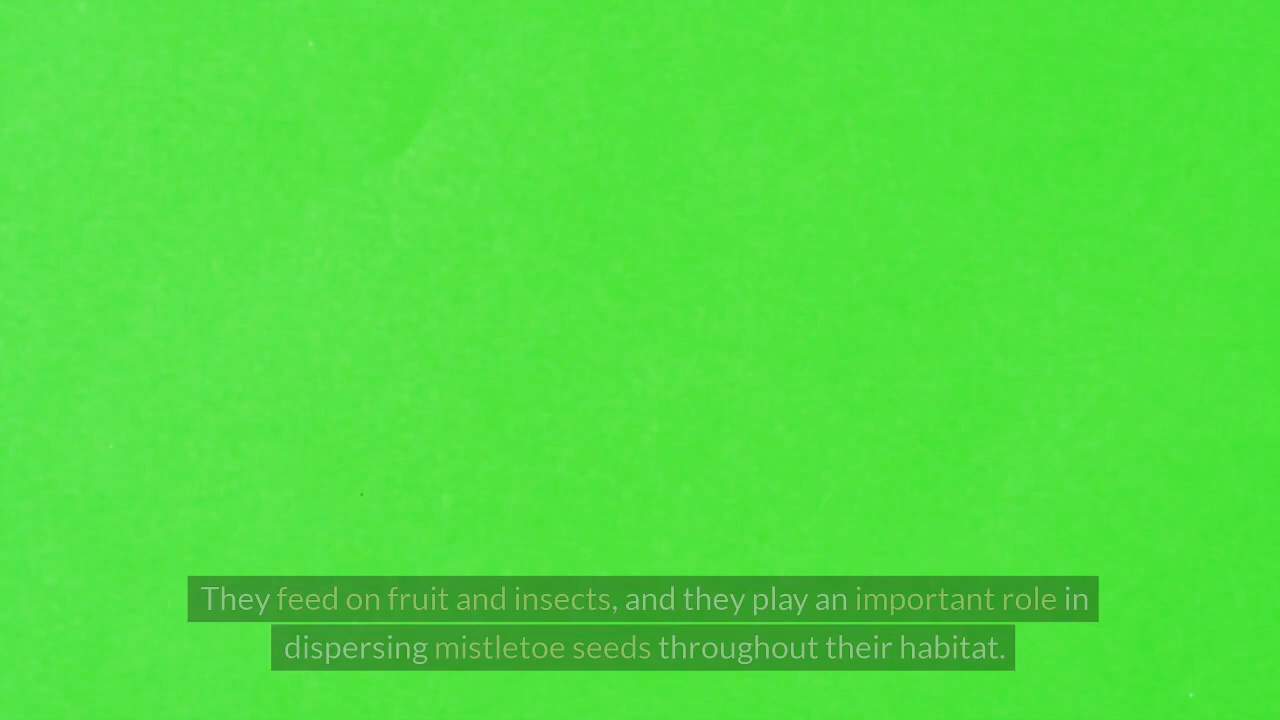 They feed on fruit and insects, and they play an important role in
dispersing mistletoe seeds throughout their habitat.